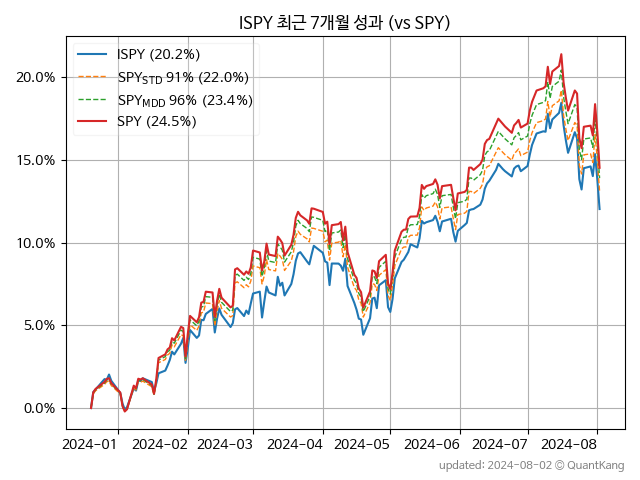 ISPY 최근 7개월 성과 (vs SPY)
ISPY (20.2%)
SPY_STD 91% (22.0%)
SPY_MDD 96% (23.4%)
SPY (24.5%)
20.0%
15.0%
10.0%
5.0%
0.0%
2024-01 2024-02 2024-03 2024-04 2024-05 2024-06 2024-07 2024-08
updated: 2024-08-02 © QuantKang